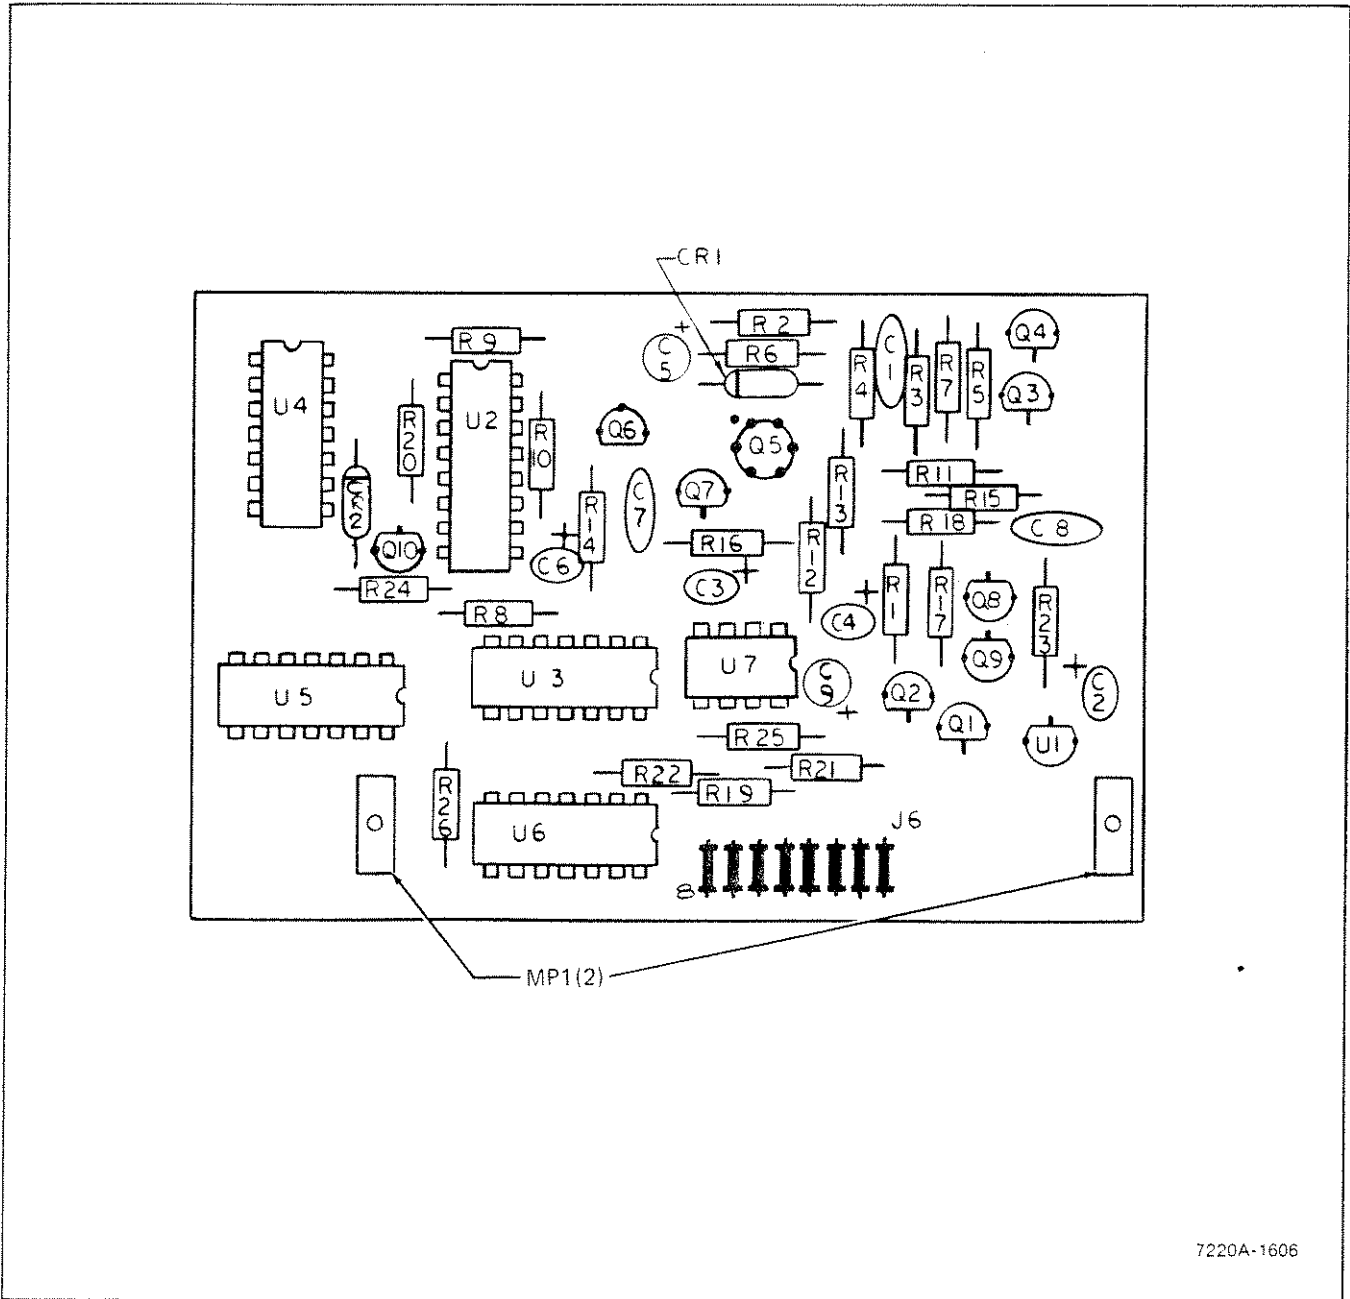 CR1
R2
C5
+
R6
R9
R4
C1
R3
R7
R5
Q4
Q3
U4
R20
U2
R10
Q6
Q5
C7
Q7
R13
R11
R15
R18
C8
CR2
Q10
R14
+
C6
R16
R12
R24
C3
+
R8
C4
+
R1
R17
Q8
R23
Q9
U5
U3
U7
C9
+
Q2
Q1
+
C2
U1
R25
R22
R21
R19
R26
U6
J6
8
MP1(2)
7220A-1606